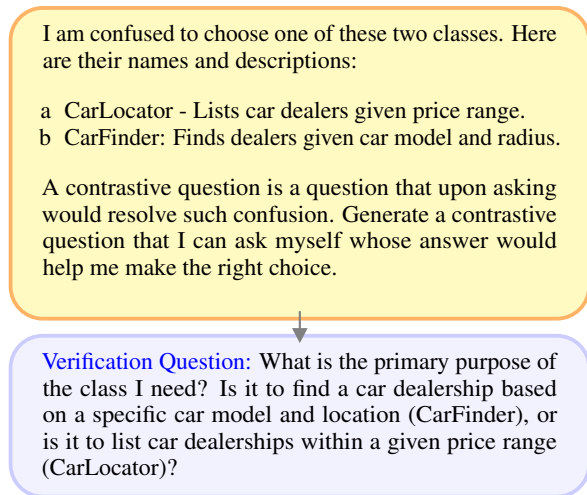 I am confused to choose one of these two classes. Here
are their names and descriptions:
a CarLocator - Lists car dealers given price range.
b CarFinder: Finds dealers given car model and radius.
A contrastive question is a question that upon asking
would resolve such confusion. Generate a contrastive
question that I can ask myself whose answer would
help me make the right choice.
Verification Question: What is the primary purpose of
the class I need? Is it to find a car dealership based
on a specific car model and location (CarFinder), or
is it to list car dealerships within a given price range
(CarLocator)?